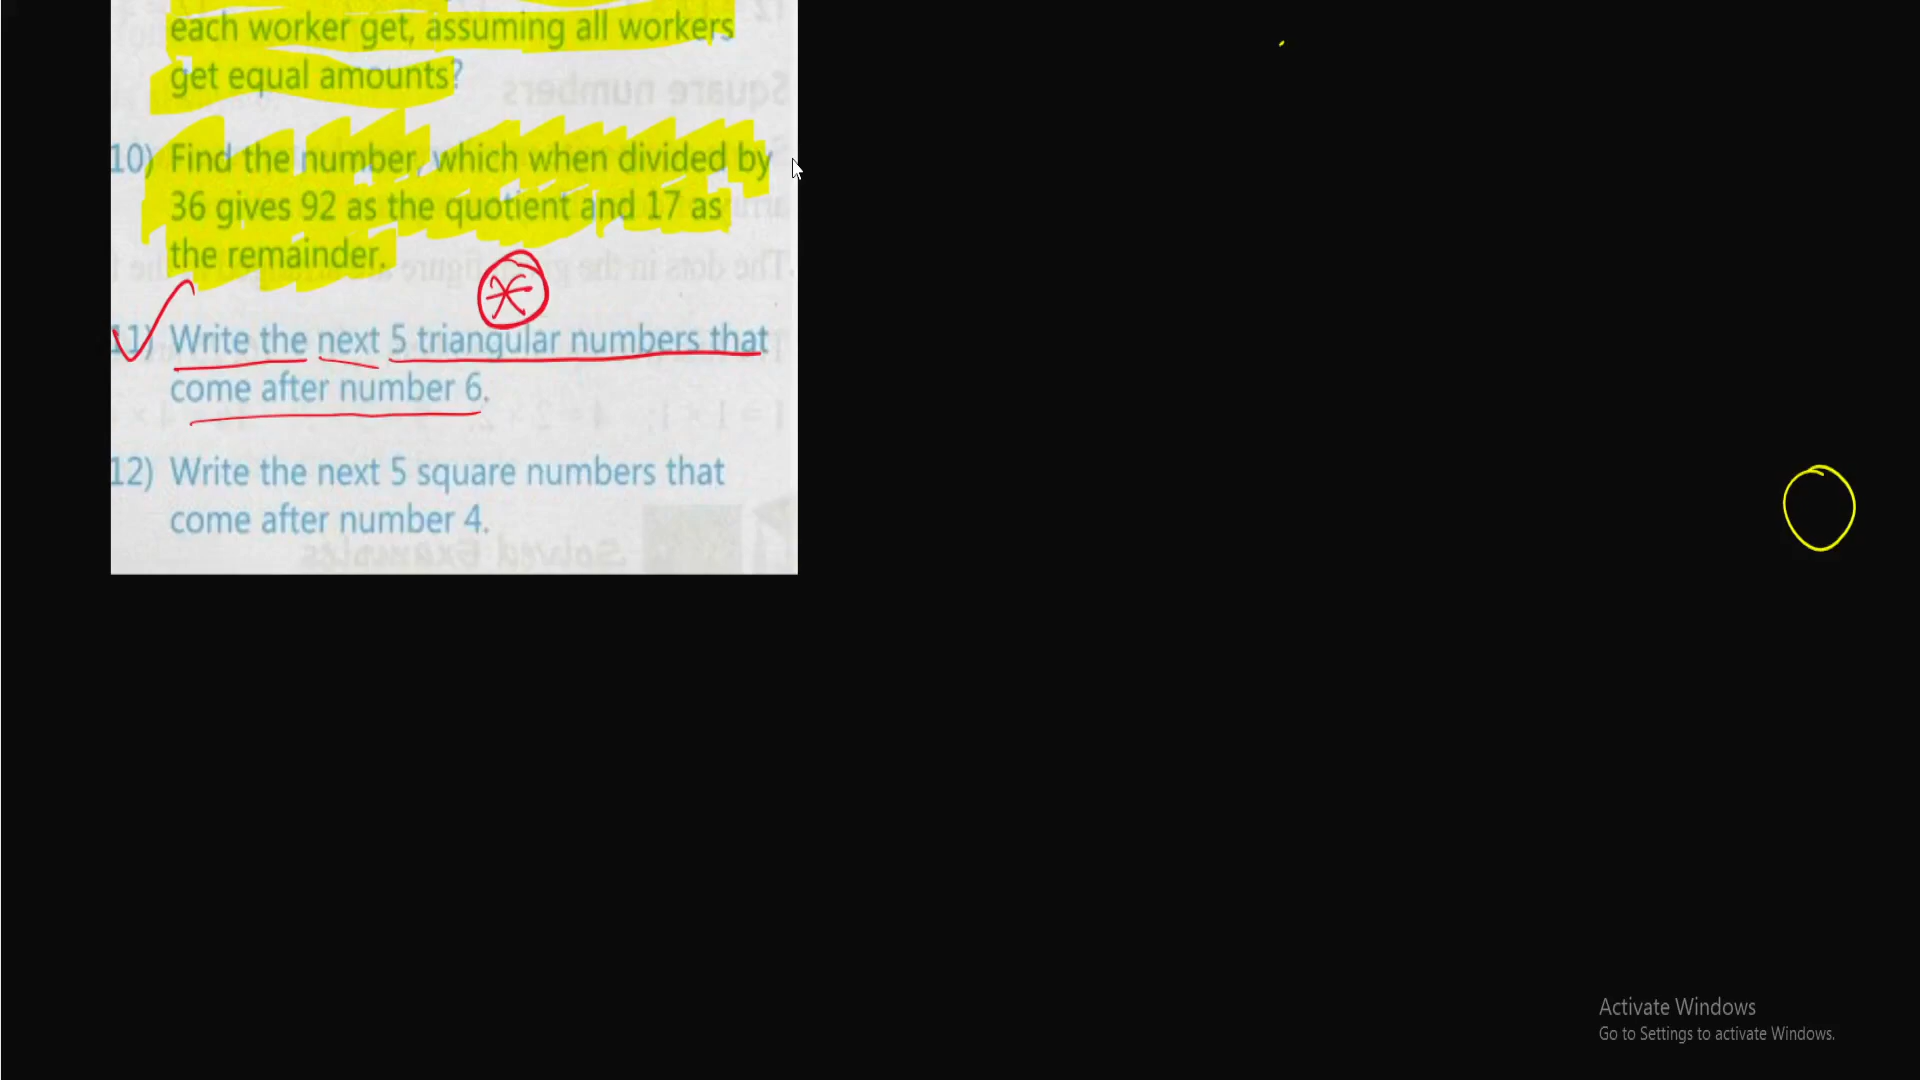 each worker get, assuming all workers
get equal amounts?
10) Find the number, which when divided by
36 gives 92 as the quotient and 17 as
the remainder.
11) Write the next 5 triangular numbers that
come after number 6.
12) Write the next 5 square numbers that
come after number 4.
Activate Windows
Go to Settings to activate Windows.